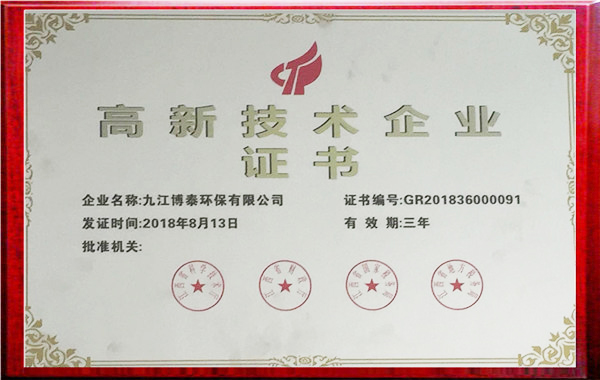 高新技术企业
证书
企业名称:九江博泰环保有限公司 证书编号:GR201836000091
发证时间:2018年8月13日 有效期:三年
批准机关: